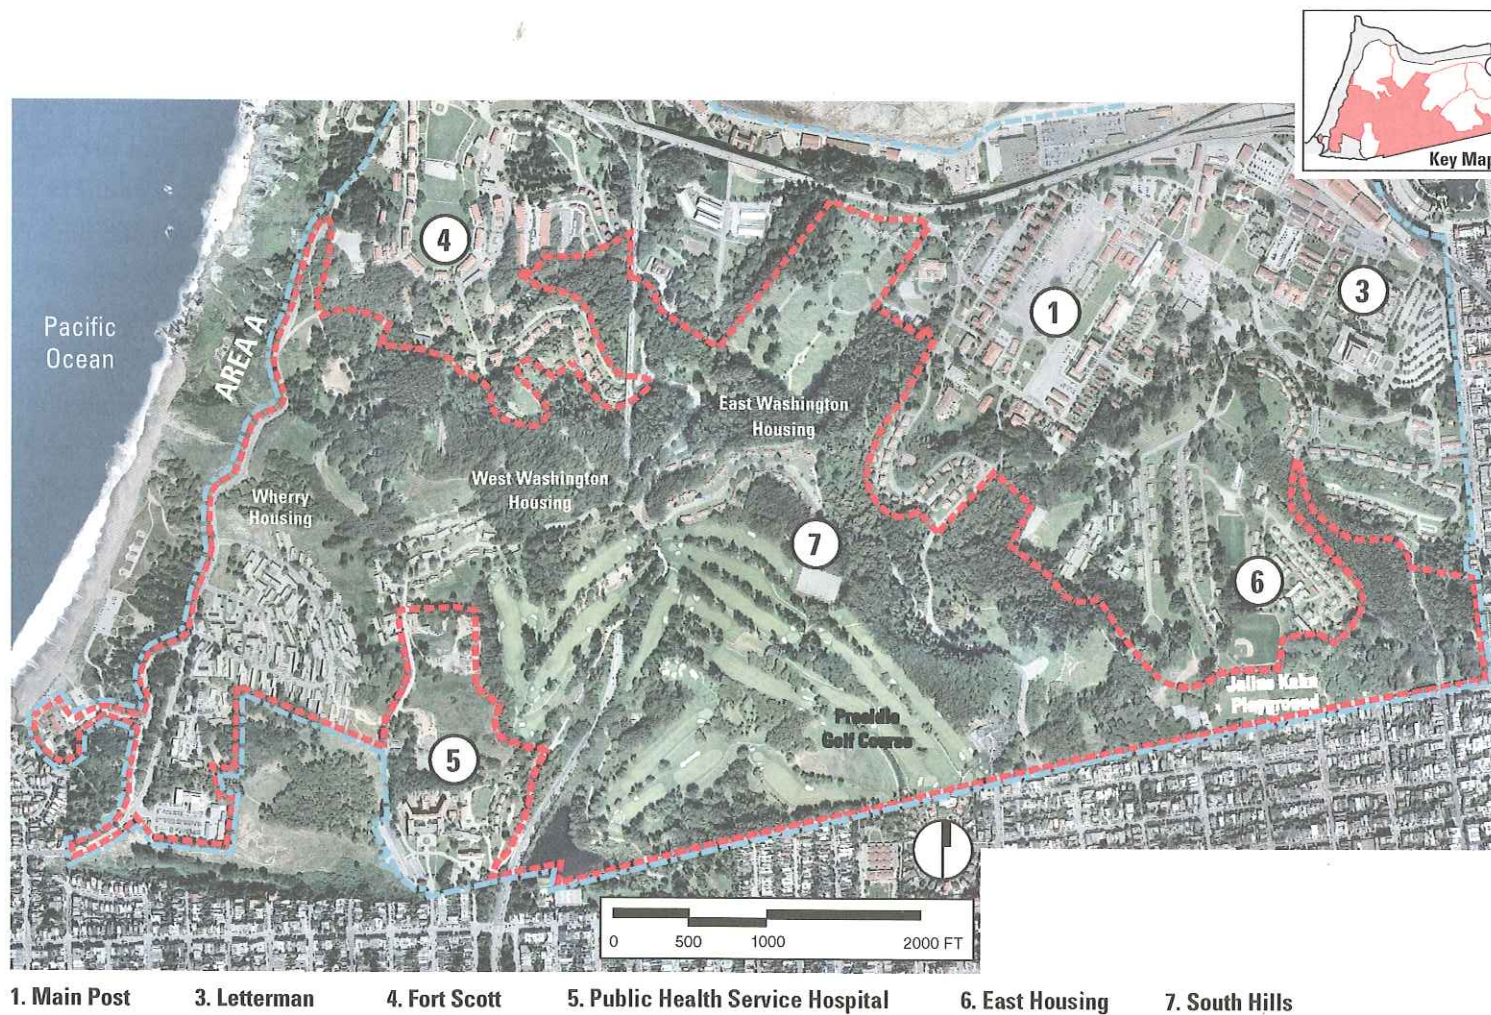 Key Map
4
3
1
Pacific
Ocean
AREA A
East Washington
Housing
West Washington
Housing
Wherry
Housing
7
6
Presidio
Golf Course
Playground
5
0
500
1000
2000 FT
1. Main Post
3. Letterman
4. Fort Scott
5. Public Health Service Hospital
6. East Housing
7. South Hills